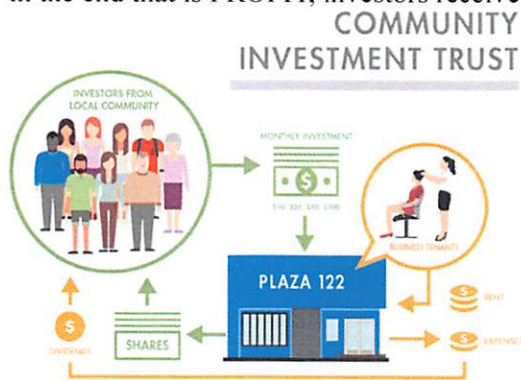 in the end that is PROFIT, investors receive
COMMUNITY
INVESTMENT TRUST
INVESTORS FROM
LOCAL COMMUNITY
MONTHLY INVESTMENT
$10 $25 $50 $100
BUSINESS TENANTS
PLAZA 122
RENT
DIVIDENDS
SHARES
EXPENSES